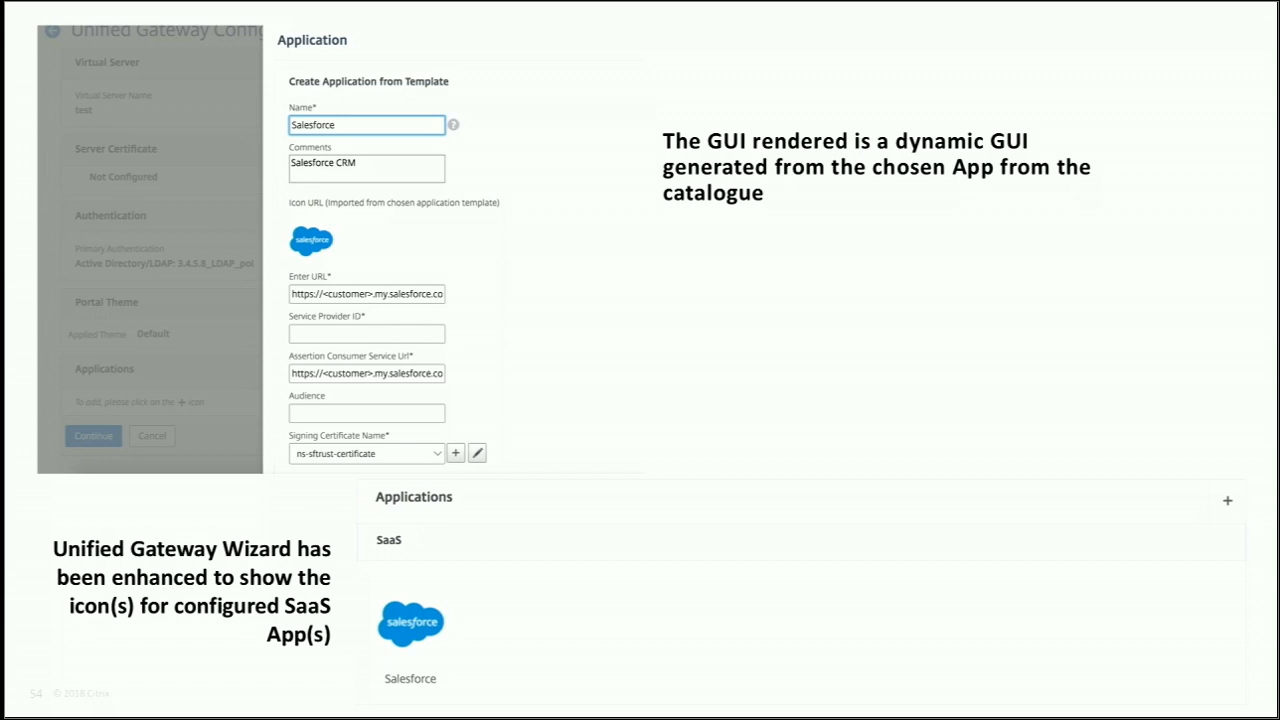 Unified Gateway Config
Virtual Server
Virtual Server Name
test
Server Certificate
Not Configured
Authentication
Primary Authentication
Active Directory/LDAP: 3.4.5.8_LDAP_pol
Portal Theme
Applied Theme Default
Applications
To add, please click on the + icon
Continue Cancel
Application
Create Application from Template
Name*
Salesforce ?
Comments
Salesforce CRM
Icon URL (Imported from chosen application template)
salesforce
Enter URL*
https://<customer>.my.salesforce.co
Service Provider ID*
Assertion Consumer Service Url*
https://<customer>.my.salesforce.co
Audience
Signing Certificate Name*
ns-sftrust-certificate +
The GUI rendered is a dynamic GUI
generated from the chosen App from the
catalogue
Unified Gateway Wizard has
been enhanced to show the
icon(s) for configured SaaS
App(s)
Applications +
SaaS
salesforce
Salesforce
54 © 2018 Citrix